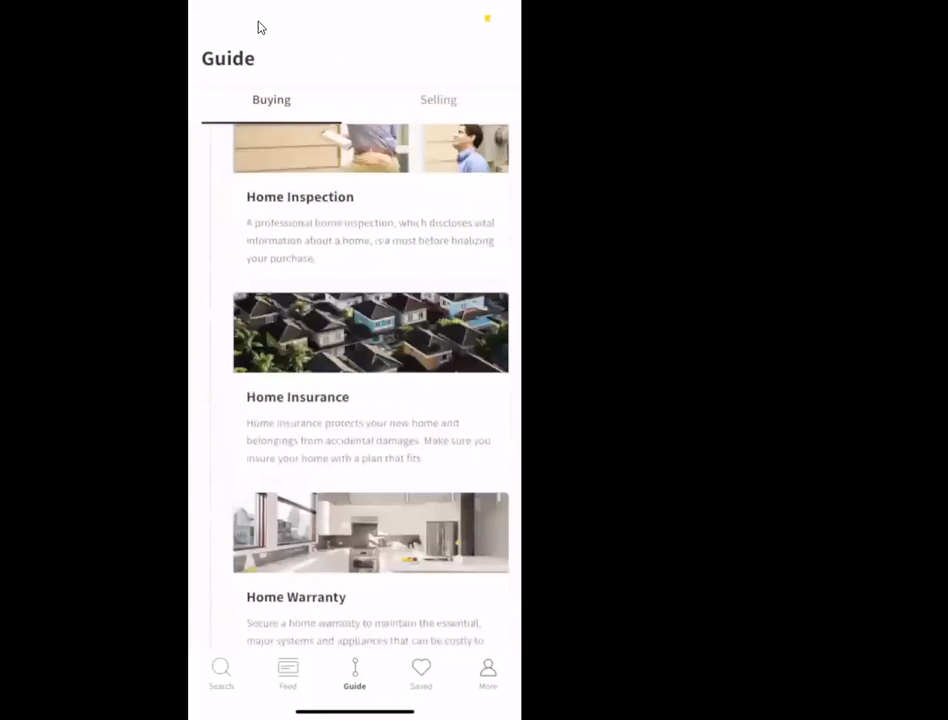 Guide
Buying
Selling
Home Inspection
A professional home inspection, which discloses vital
information about a home, is a must before finalizing
your purchase.
Home Insurance
Home insurance protects your new home and
belongings from accidental damages. Make sure you
insure your home with a plan that fits.
Home Warranty
Secure a home warranty to maintain the essential,
major systems and appliances that can be costly to
Search
Feed
Guide
Saved
More